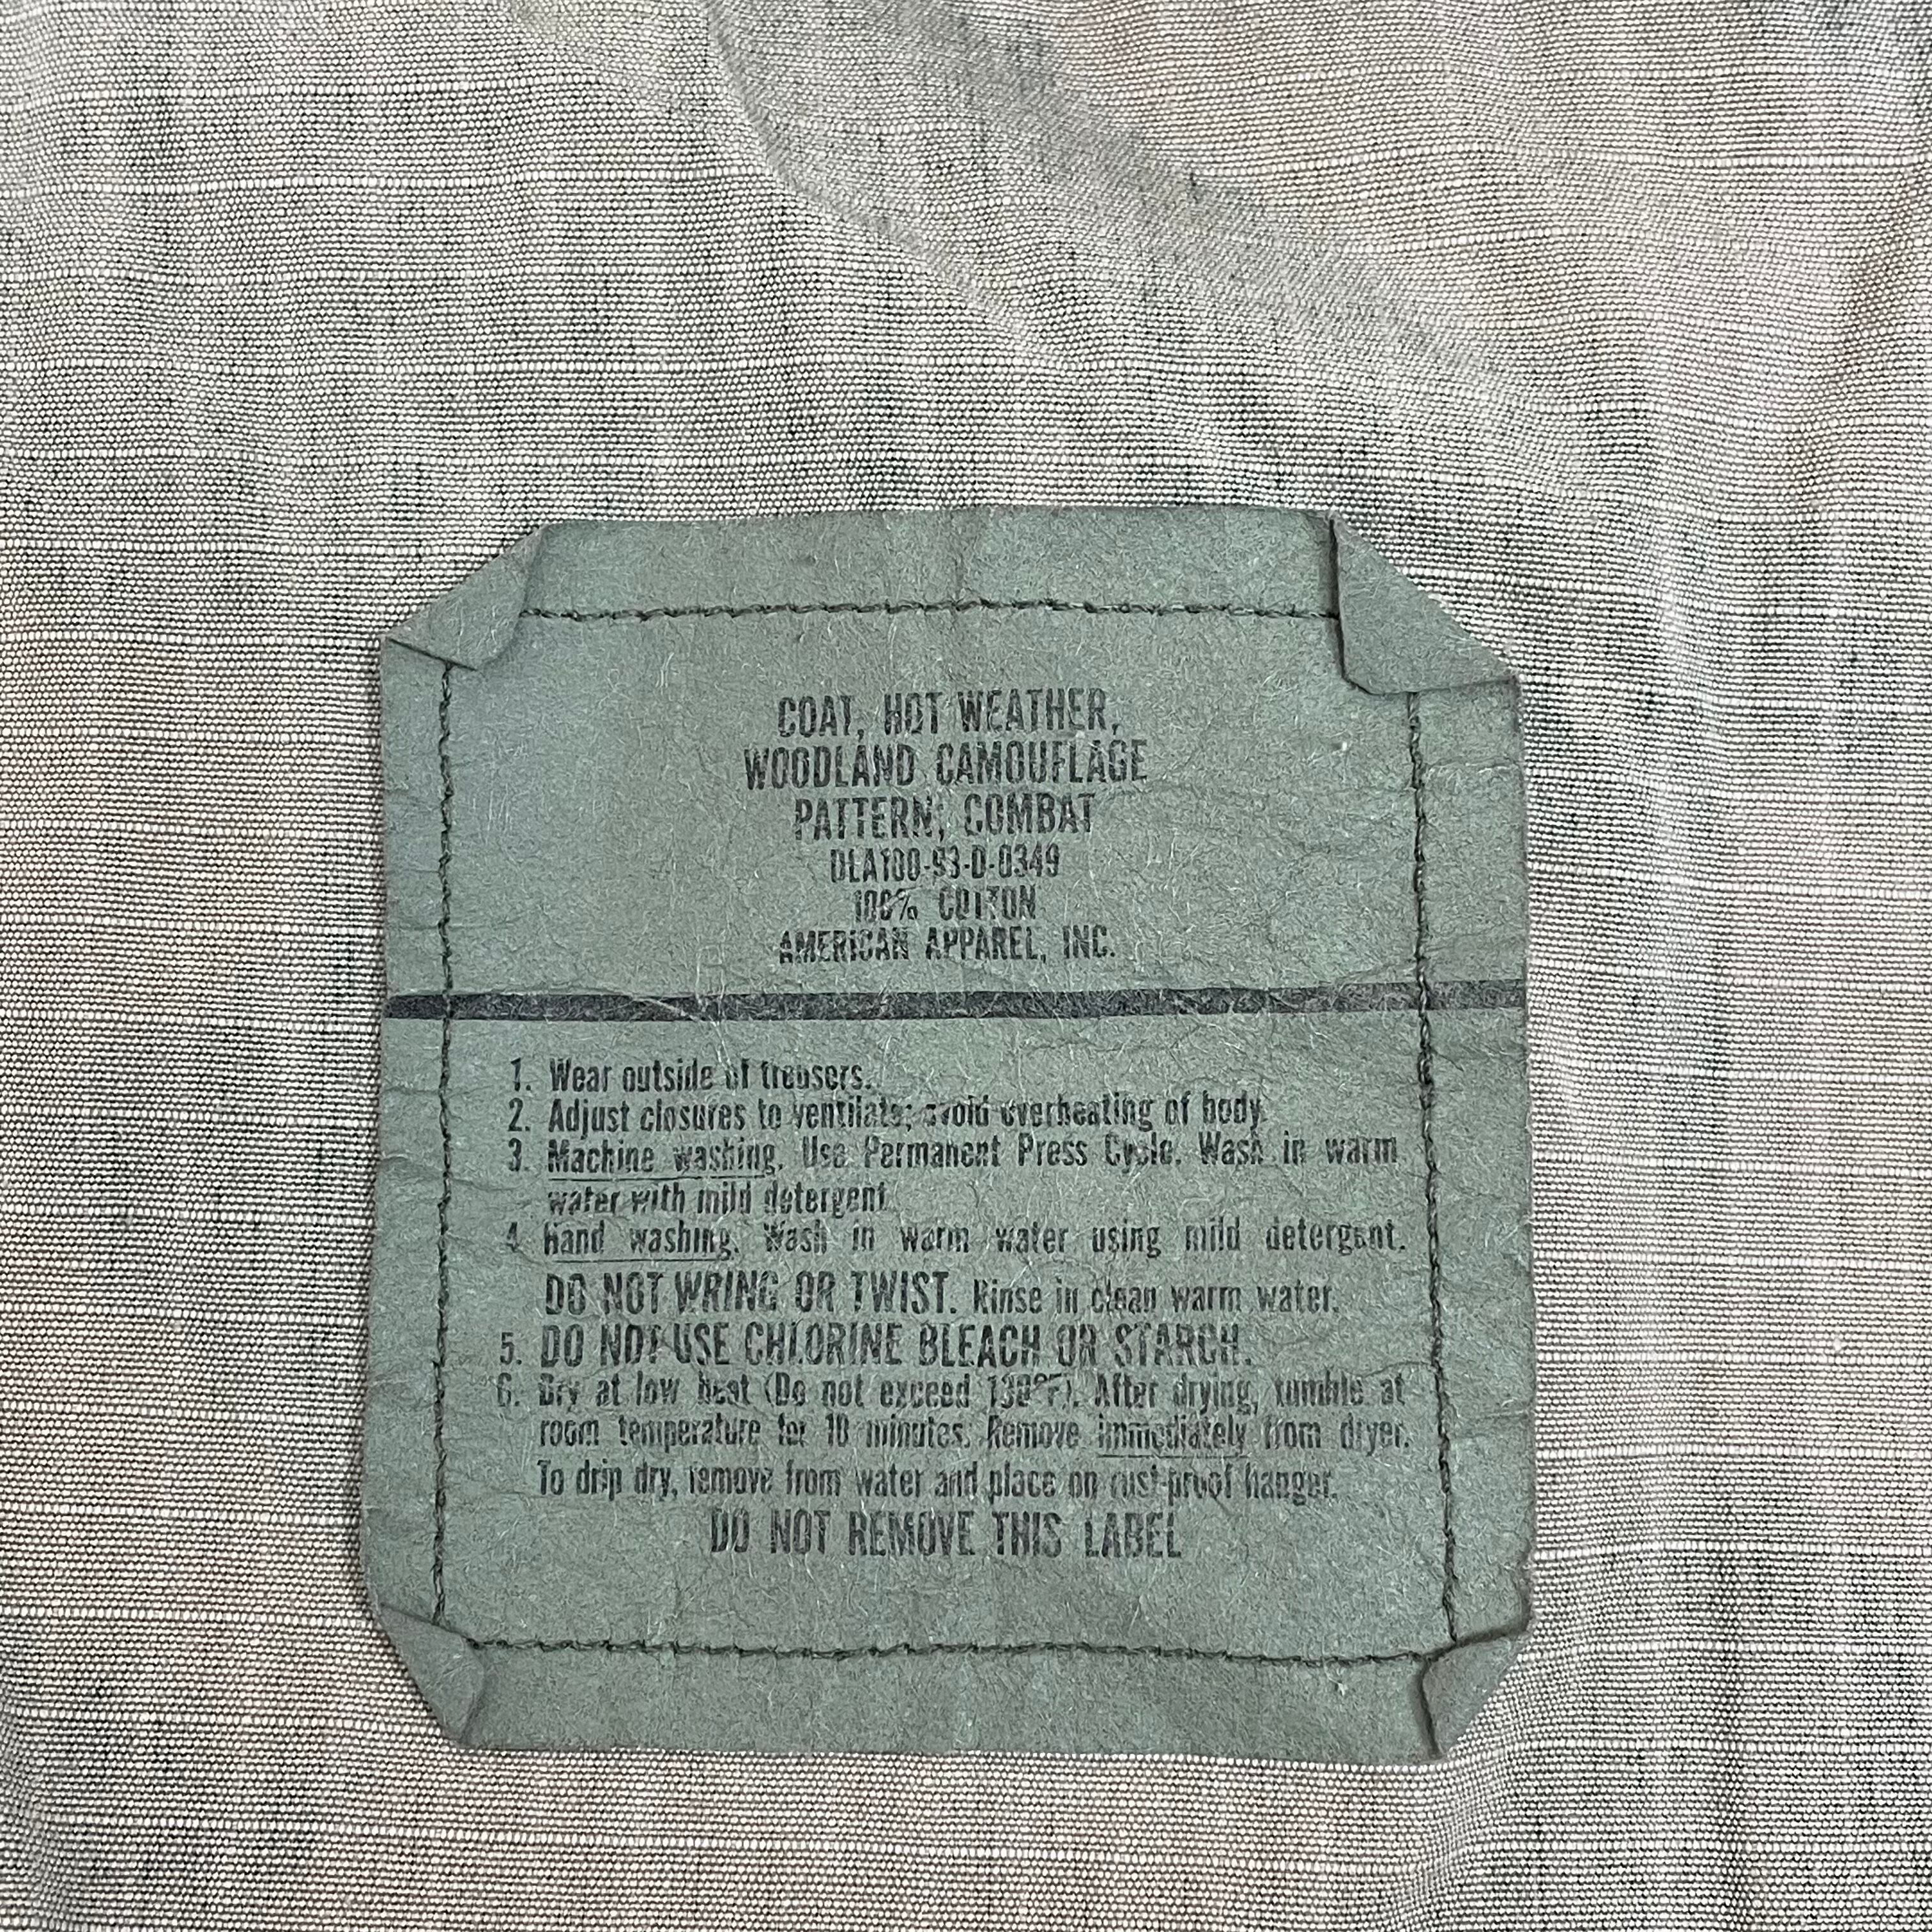 COAT, HOT WEATHER,
WOODLAND CAMOUFLAGE
PATTERN; COMBAT
DLA100-93-D-0349
100% COTTON
AMERICAN APPAREL, INC.
1. Wear outside of trousers.
2. Adjust closures to ventilate; avoid overheating of body.
3. Machine washing. Use Permanent Press Cycle. Wash in warm
water with mild detergent.
4. Hand washing. Wash in warm water using mild detergent.
DO NOT WRING OR TWIST. Rinse in clean warm water.
5. DO NOT USE CHLORINE BLEACH OR STARCH.
6. Dry at low heat (Do not exceed 130°F). After drying, tumble at
room temperature for 10 minutes. Remove immediately from dryer.
To drip dry, remove from water and place on rust-proof hanger.
DO NOT REMOVE THIS LABEL